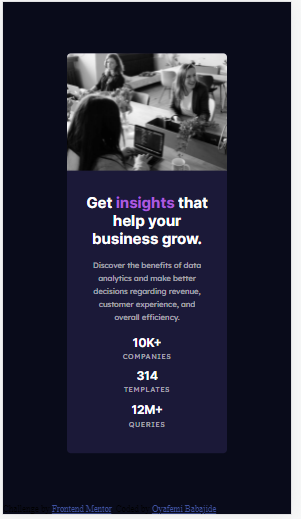 Get insights that
help your
business grow.
Discover the benefits of data
analytics and make better
decisions regarding revenue,
customer experience, and
overall efficiency.
10K+
COMPANIES
314
TEMPLATES
12M+
QUERIES
Frontend Mentor
Oyafemi Babajide